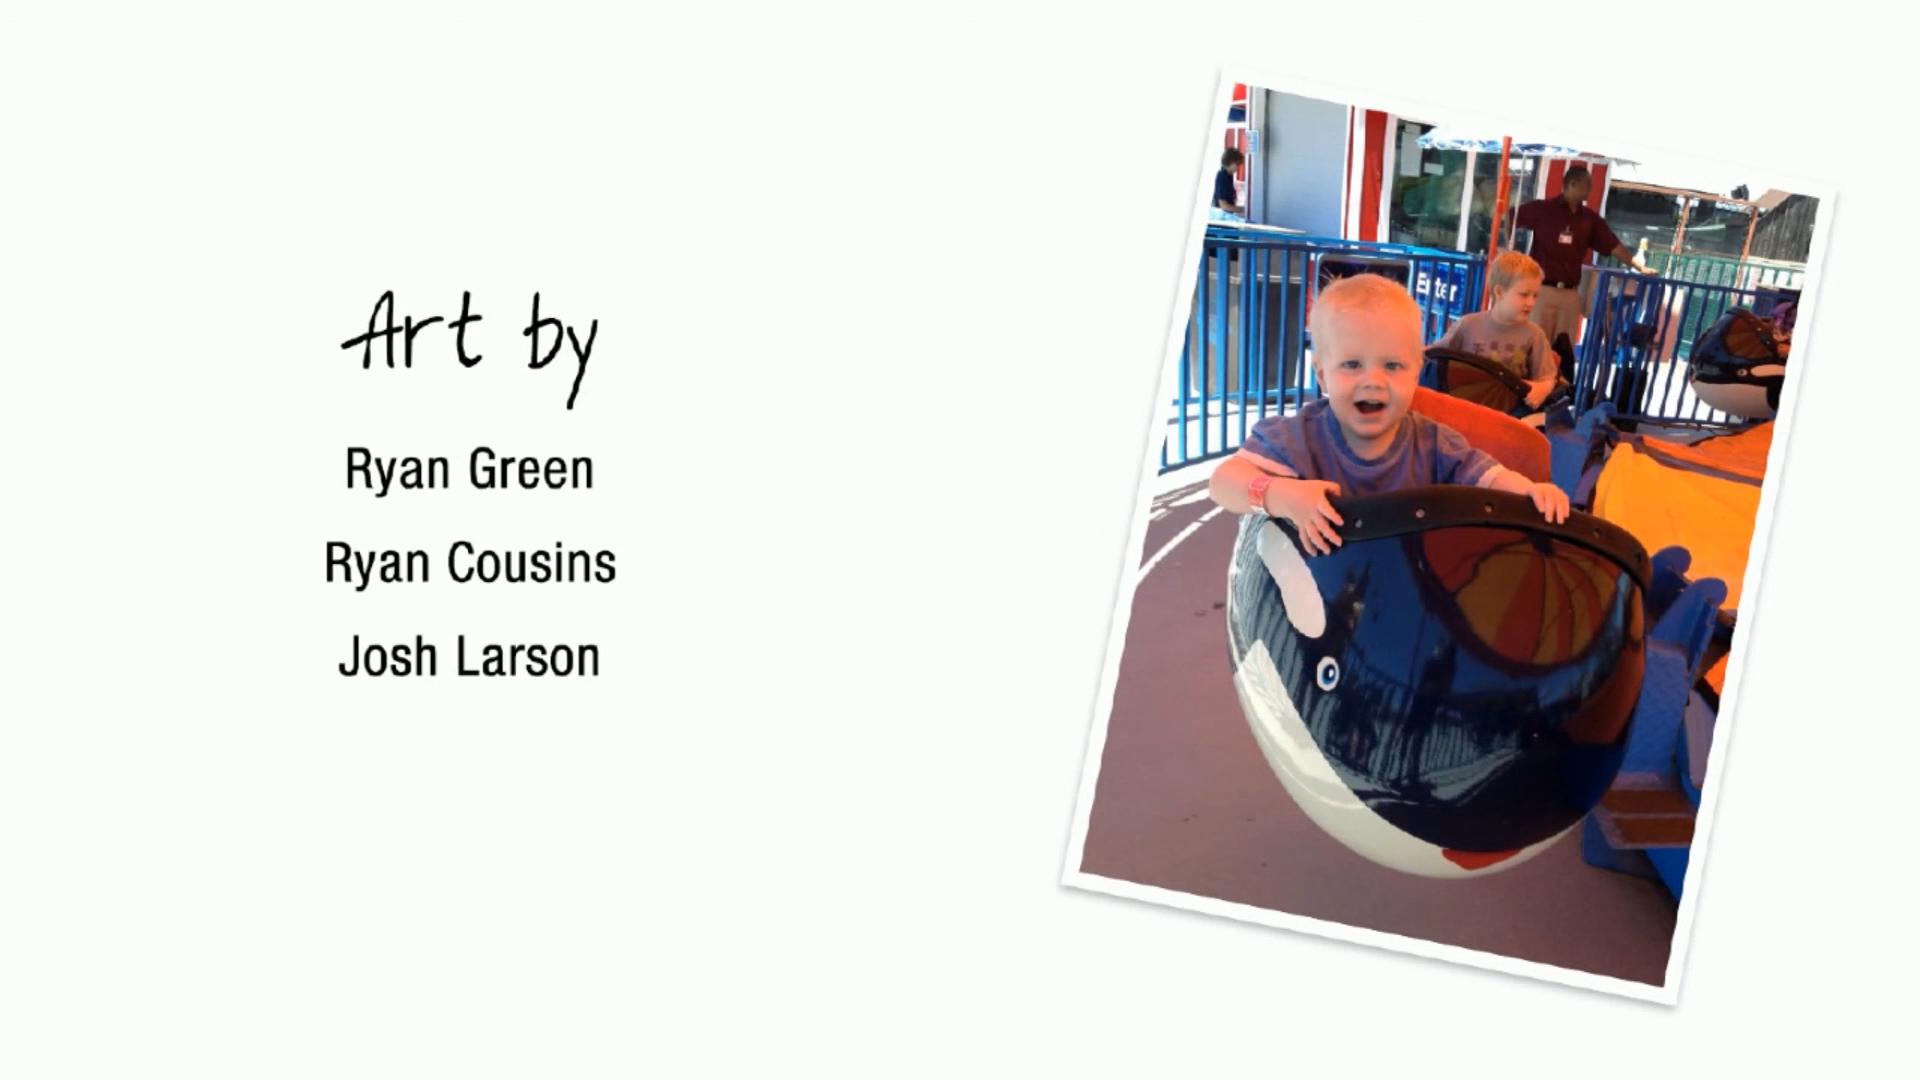 Art by
Ryan Green
Ryan Cousins
Josh Larson
Enter